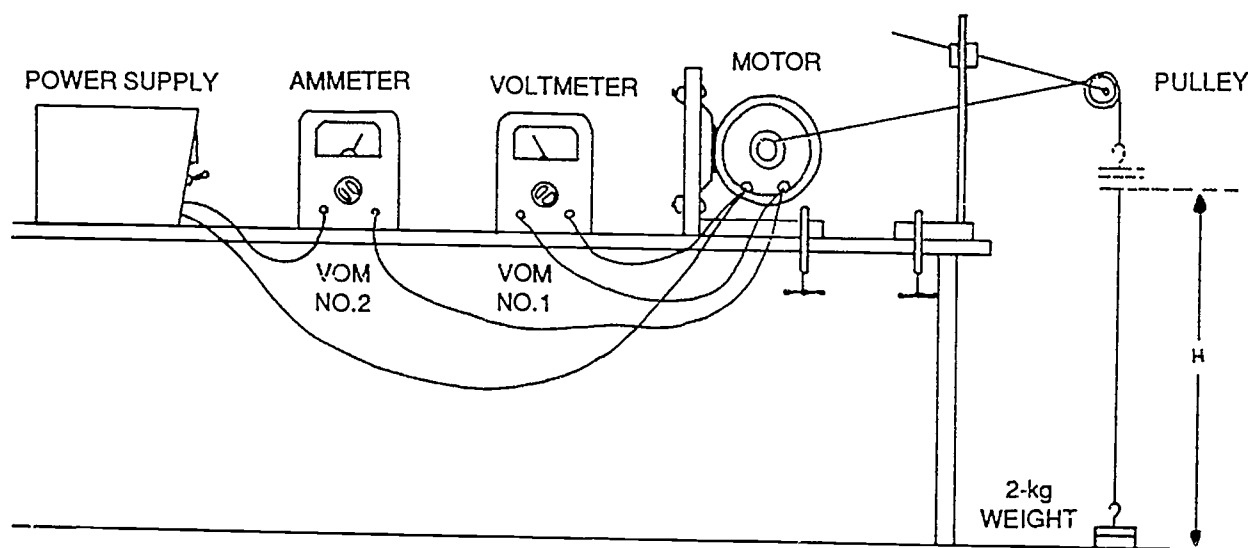 POWER SUPPLY
AMMETER
VOLTMETER
MOTOR
PULLEY
VOM
NO.2
VOM
NO.1
H
2-kg
WEIGHT